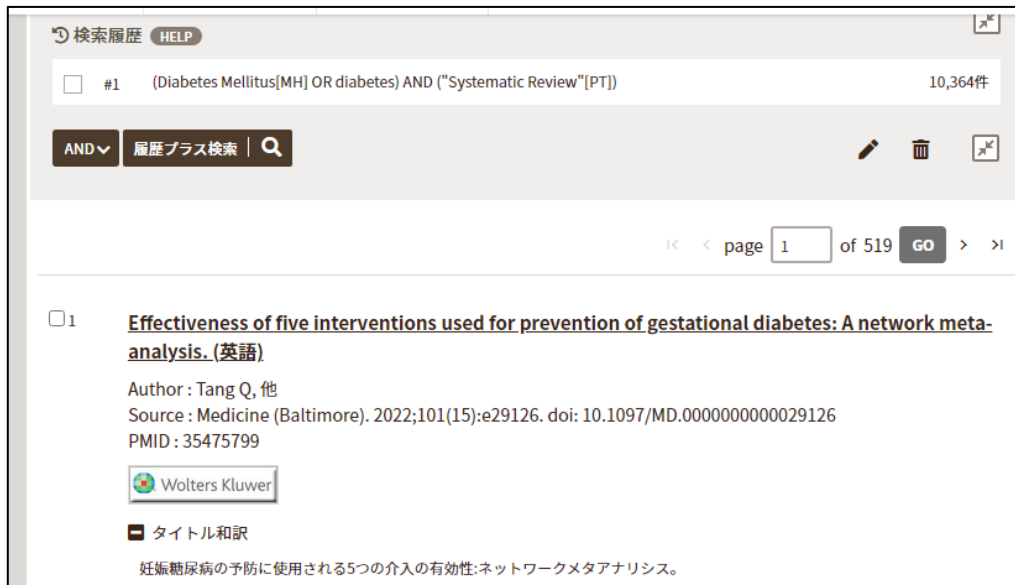 検索履歴 HELP
#1 (Diabetes Mellitus[MH] OR diabetes) AND ("Systematic Review"[PT]) 10,364件
AND 履歴プラス検索
page 1 of 519 GO
1 Effectiveness of five interventions used for prevention of gestational diabetes: A network meta-
analysis. (英語)
Author : Tang Q, 他
Source : Medicine (Baltimore). 2022;101(15):e29126. doi: 10.1097/MD.0000000000029126
PMID : 35475799
Wolters Kluwer
タイトル和訳
妊娠糖尿病の予防に使用される5つの介入の有効性:ネットワークメタアナリシス。